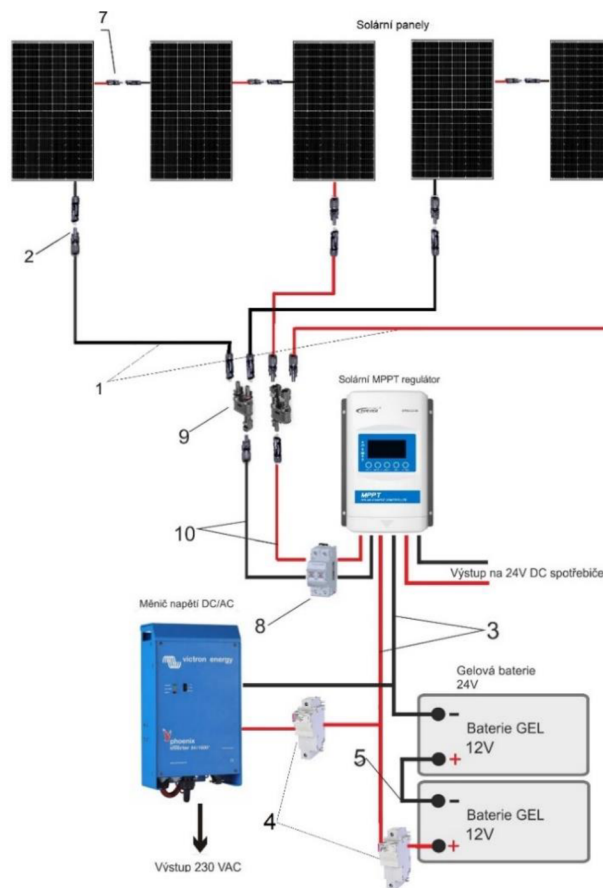 Solární panely
7
2
1
9
Solární MPPT regulátor
MPPT
10
Výstup na 24V DC spotřebiče
8
Měnič napětí DC/AC
3
victron energy
Gelová baterie
24V
–
Baterie GEL
12V
+
phoenix
5
–
Baterie GEL
12V
+
4
Výstup 230 VAC